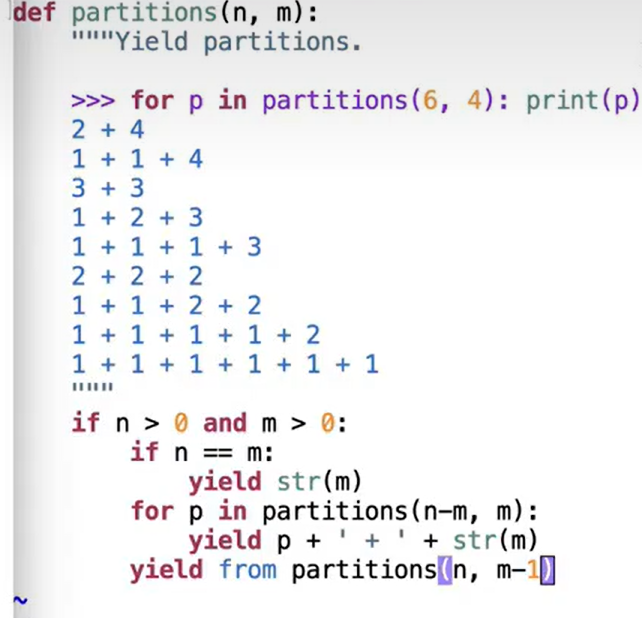 def partitions(n, m):
    """Yield partitions.

    >>> for p in partitions(6, 4): print(p)
    2 + 4
    1 + 1 + 4
    3 + 3
    1 + 2 + 3
    1 + 1 + 1 + 3
    2 + 2 + 2
    1 + 1 + 2 + 2
    1 + 1 + 1 + 1 + 2
    1 + 1 + 1 + 1 + 1 + 1
    """
    if n > 0 and m > 0:
        if n == m:
            yield str(m)
        for p in partitions(n-m, m):
            yield p + ' + ' + str(m)
        yield from partitions(n, m-1)
~